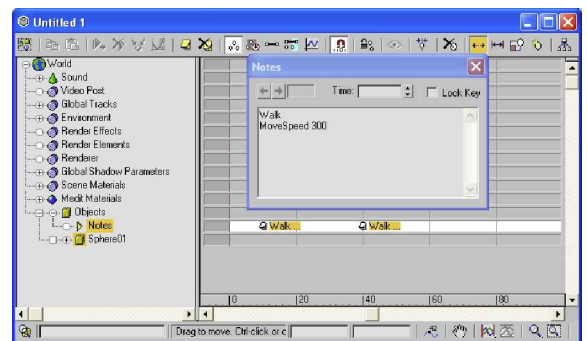 Untitled 1
World
Sound
Video Post
Global Tracks
Environment
Render Effects
Render Elements
Renderer
Global Shadow Parameters
Scene Materials
Medit Materials
Objects
Notes
Sphere01
Notes
Time:
Lock Key
Walk
MoveSpeed 300
Walk ...
Walk ...
0 20 40 60 80
Drag to move. Ctrl-click or c